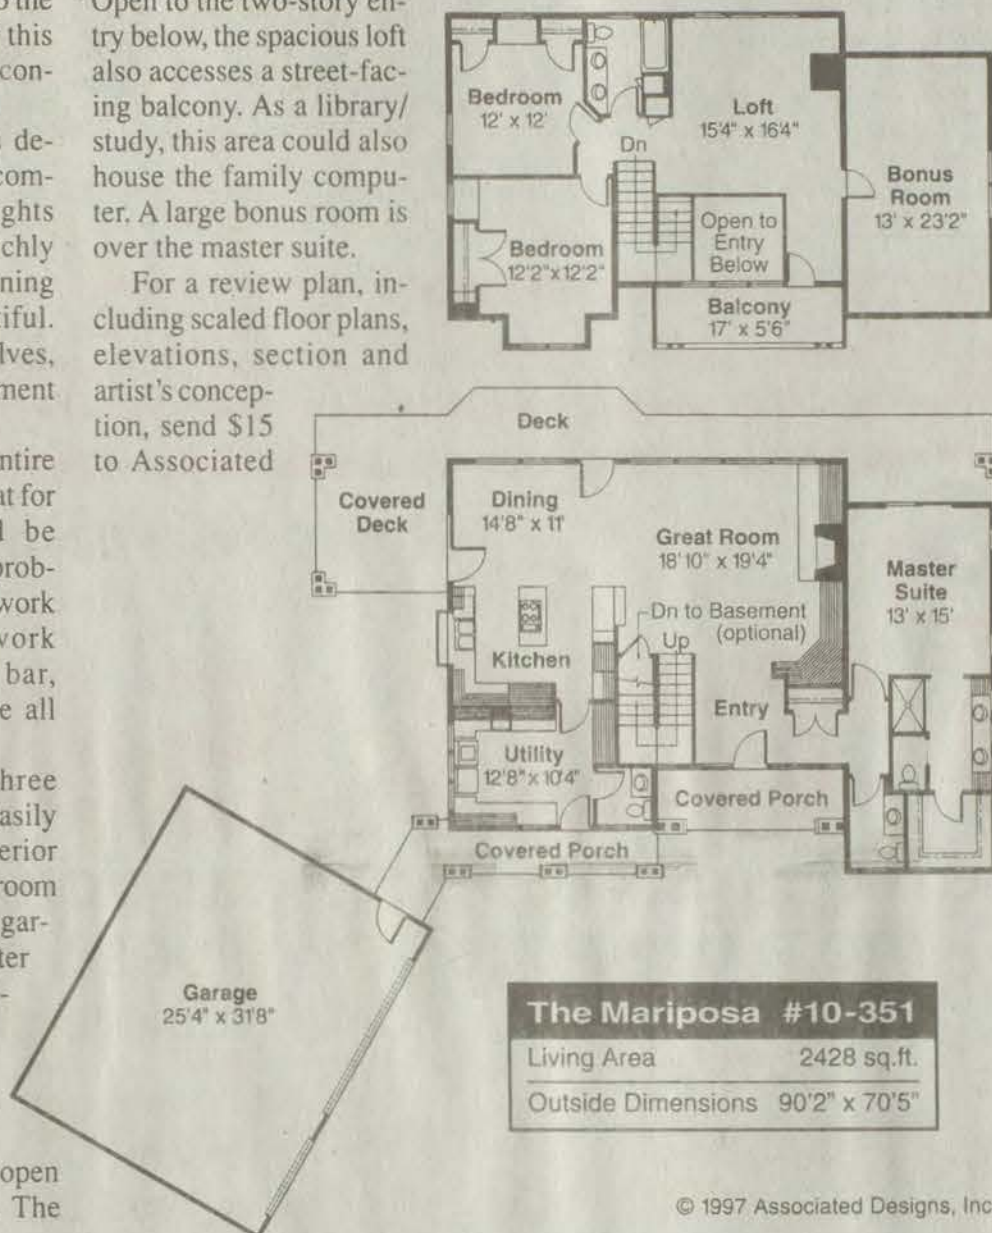 o the
this
con-
de-
com-
ghts
chly
ning
iful.
lves,
ment
ntire
at for
l be
prob-
work
work
bar,
e all
hree
asily
erior
room
gar-
ter
-
open
The
Open to the two-story en-
try below, the spacious loft
also accesses a street-fac-
ing balcony. As a library/
study, this area could also
house the family compu-
ter. A large bonus room is
over the master suite.
For a review plan, in-
cluding scaled floor plans,
elevations, section and
artist's concep-
tion, send $15
to Associated
Bedroom
12' x 12'
Loft
15'4" x 16'4"
Dn
Bonus
Room
13' x 23'2"
Open to
Entry
Below
Bedroom
12'2"x12'2"
Balcony
17' x 5'6"
Deck
Covered
Deck
Dining
14'8" x 11'
Great Room
18'10" x 19'4"
Master
Suite
13' x 15'
Dn to Basement
(optional)
Up
Kitchen
Entry
Utility
12'8"x 10'4"
Covered Porch
Covered Porch
Garage
25'4" x 31'8"
The Mariposa #10-351
Living Area 2428 sq.ft.
Outside Dimensions 90'2" x 70'5"
© 1997 Associated Designs, Inc